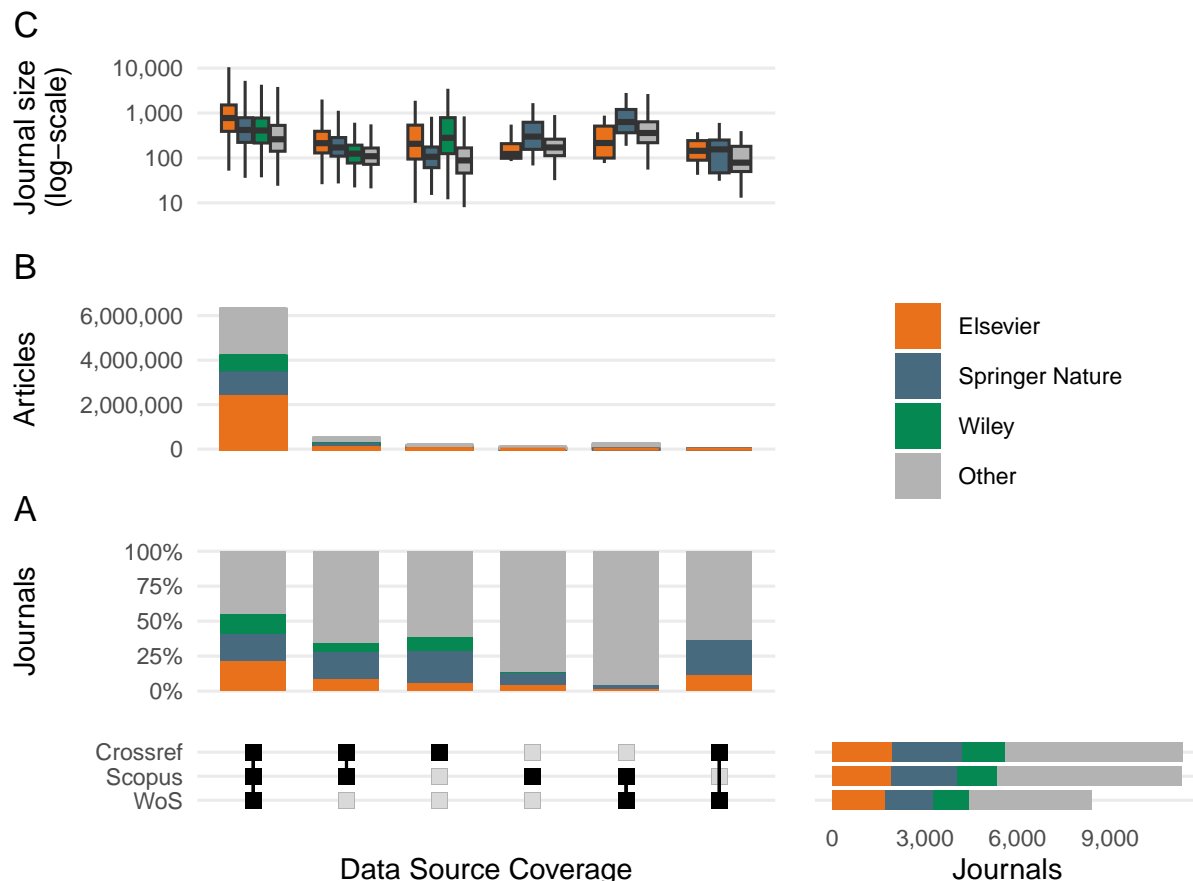 C
Journal size
(log−scale)
10,000
1,000
100
10
B
Articles
6,000,000
4,000,000
2,000,000
0
Elsevier
Springer Nature
Wiley
Other
A
Journals
100%
75%
50%
25%
0%
Crossref
Scopus
WoS
0 3,000 6,000 9,000
Data Source Coverage
Journals